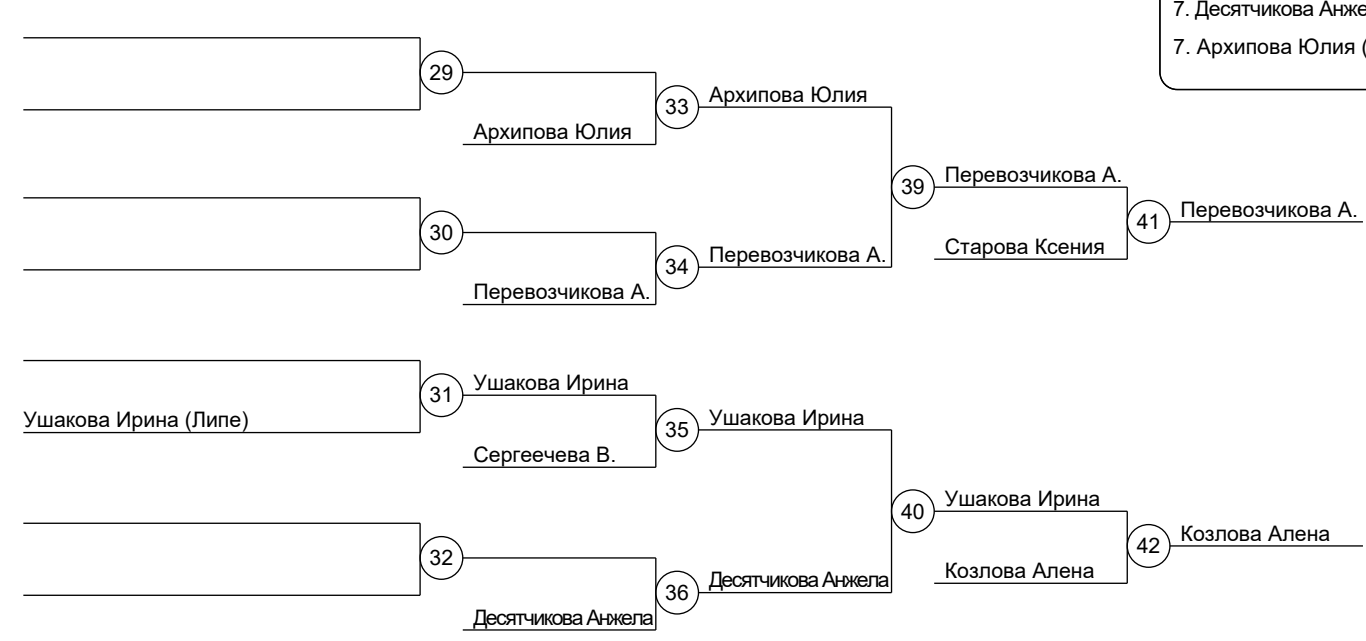 7. Десятчикова Анже
7. Архипова Юлия (
29
Архипова Юлия
33
Архипова Юлия
30
Перевозчикова А.
34
Перевозчикова А.
39
Перевозчикова А.
Старова Ксения
41
Перевозчикова А.
Ушакова Ирина (Липе)
31
Ушакова Ирина
Сергеечева В.
35
Ушакова Ирина
32
Десятчикова Анжела
36
Десятчикова Анжела
40
Ушакова Ирина
Козлова Алена
42
Козлова Алена